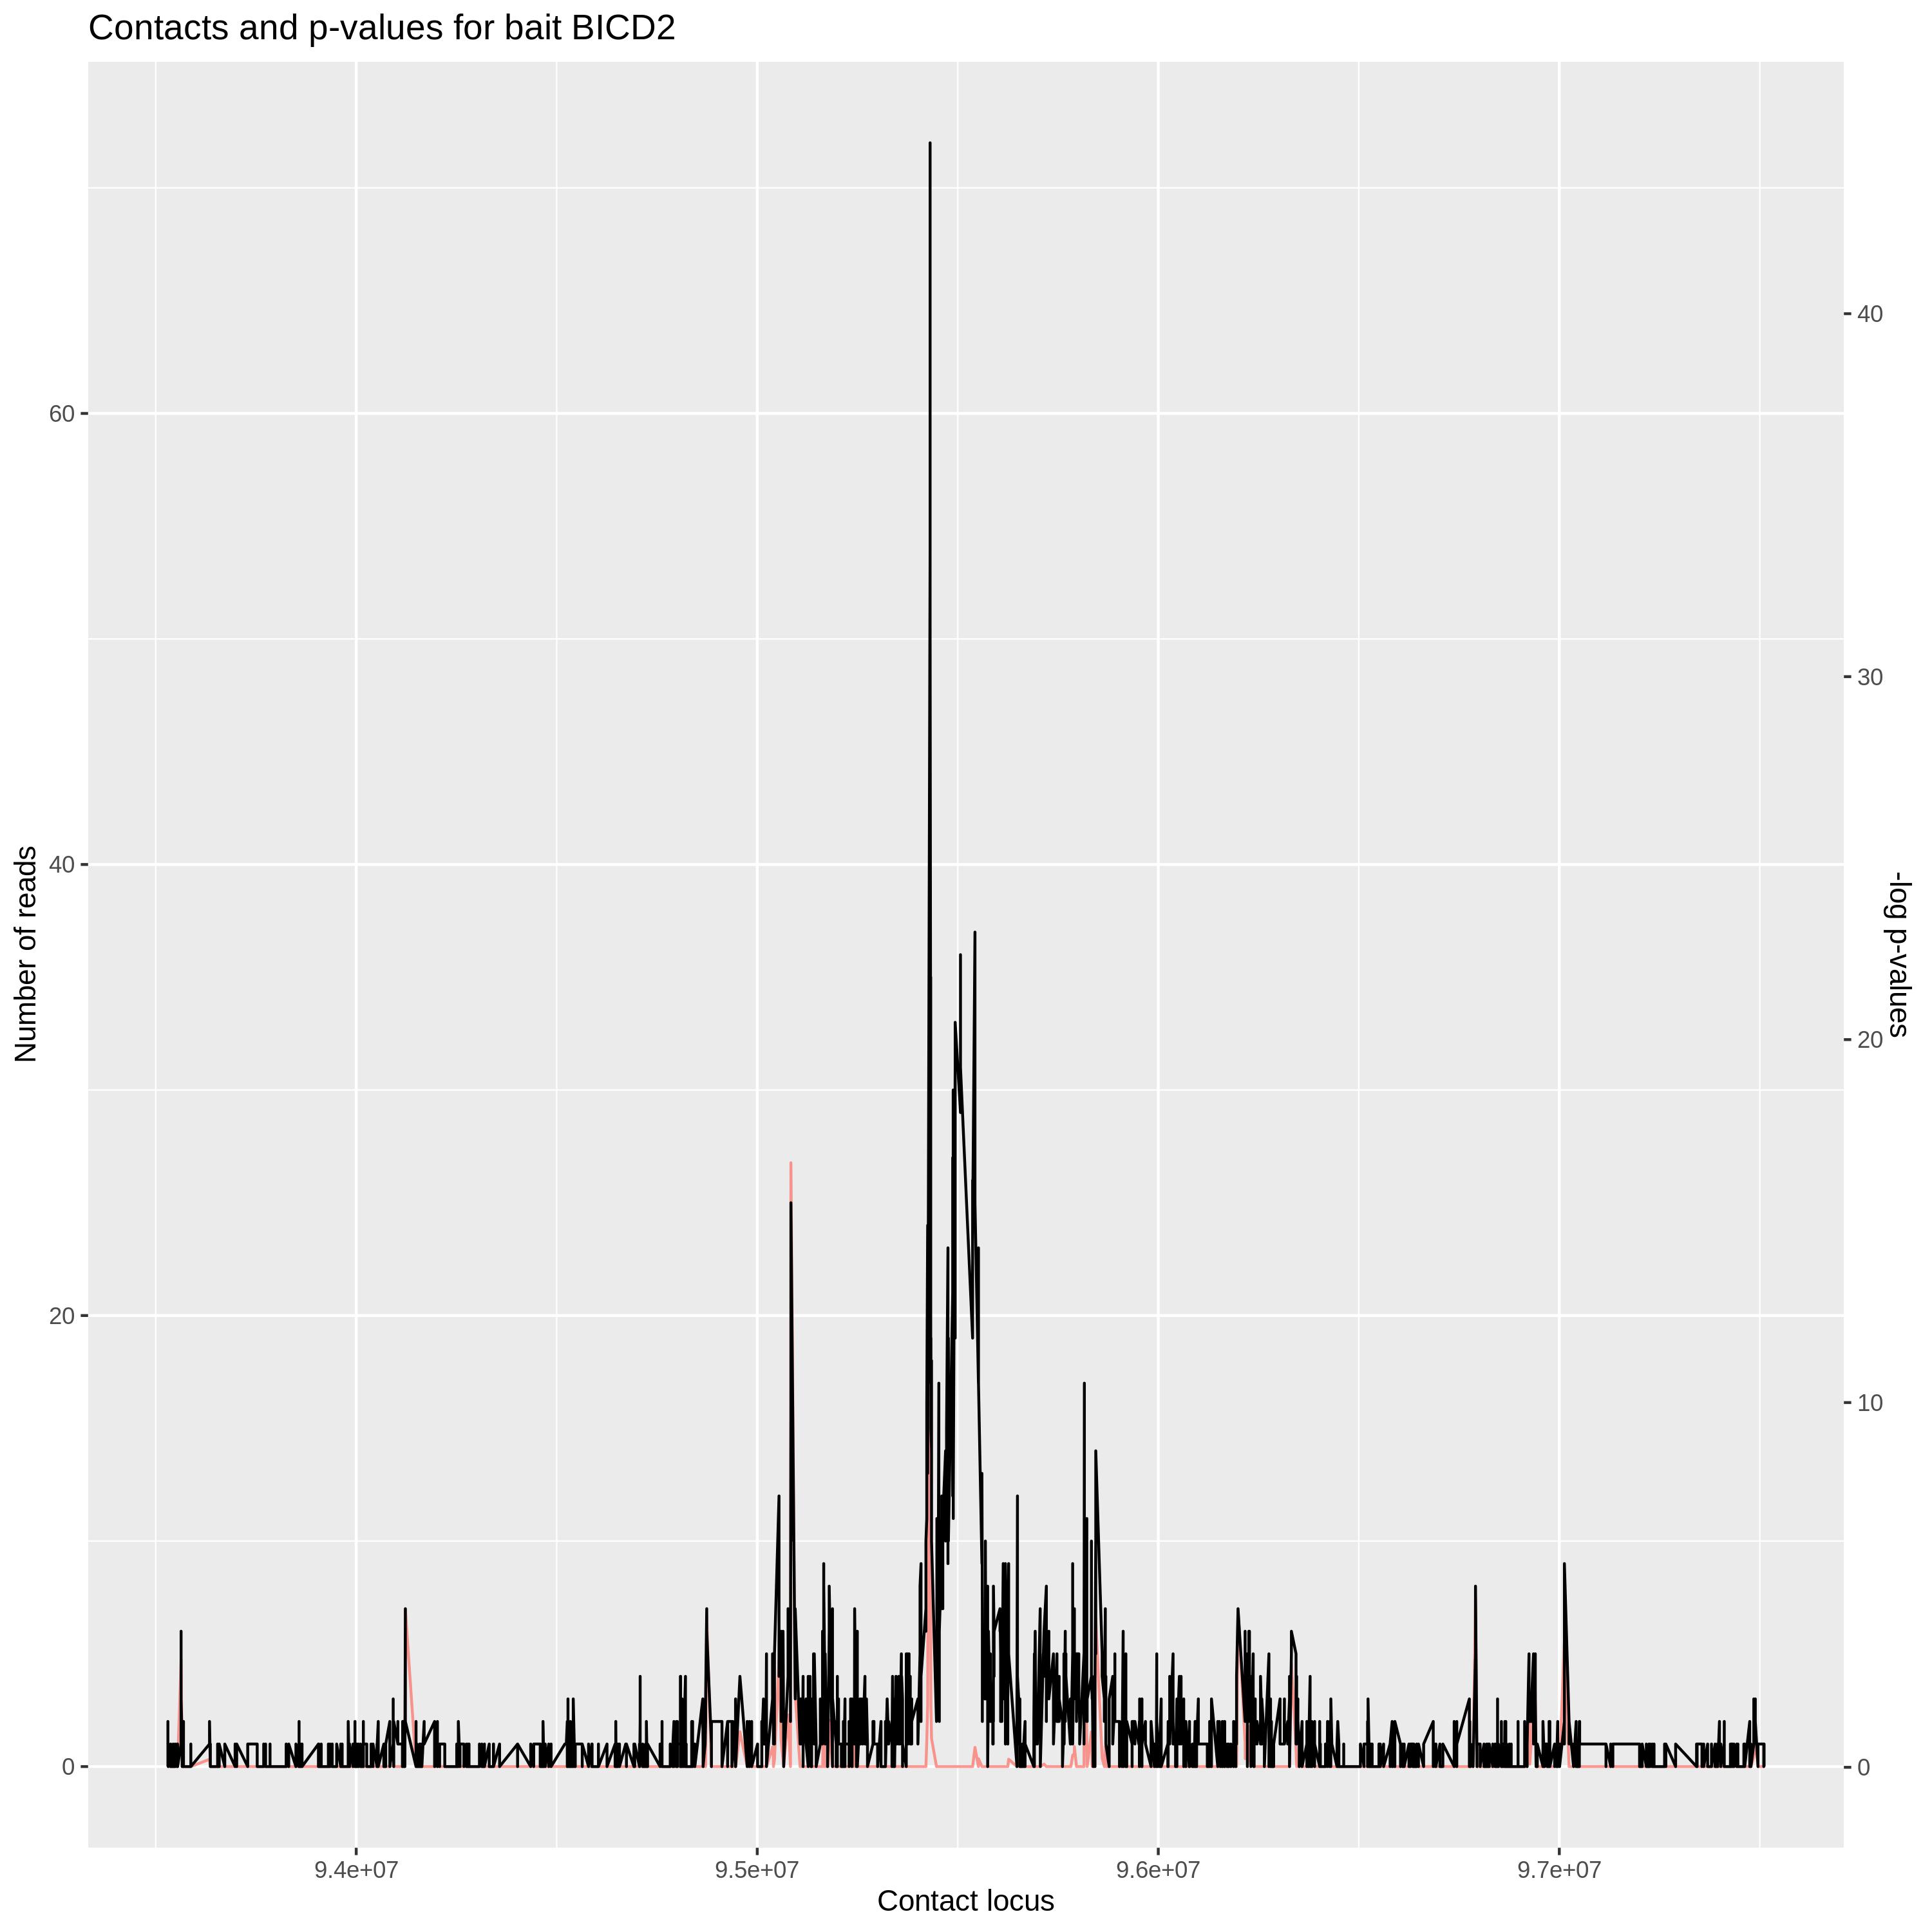 Contacts and p-values for bait BICD2
60
40
20
0
Number of reads
40
30
20
10
0
-log p-values
9.4e+07 9.5e+07 9.6e+07 9.7e+07
Contact locus